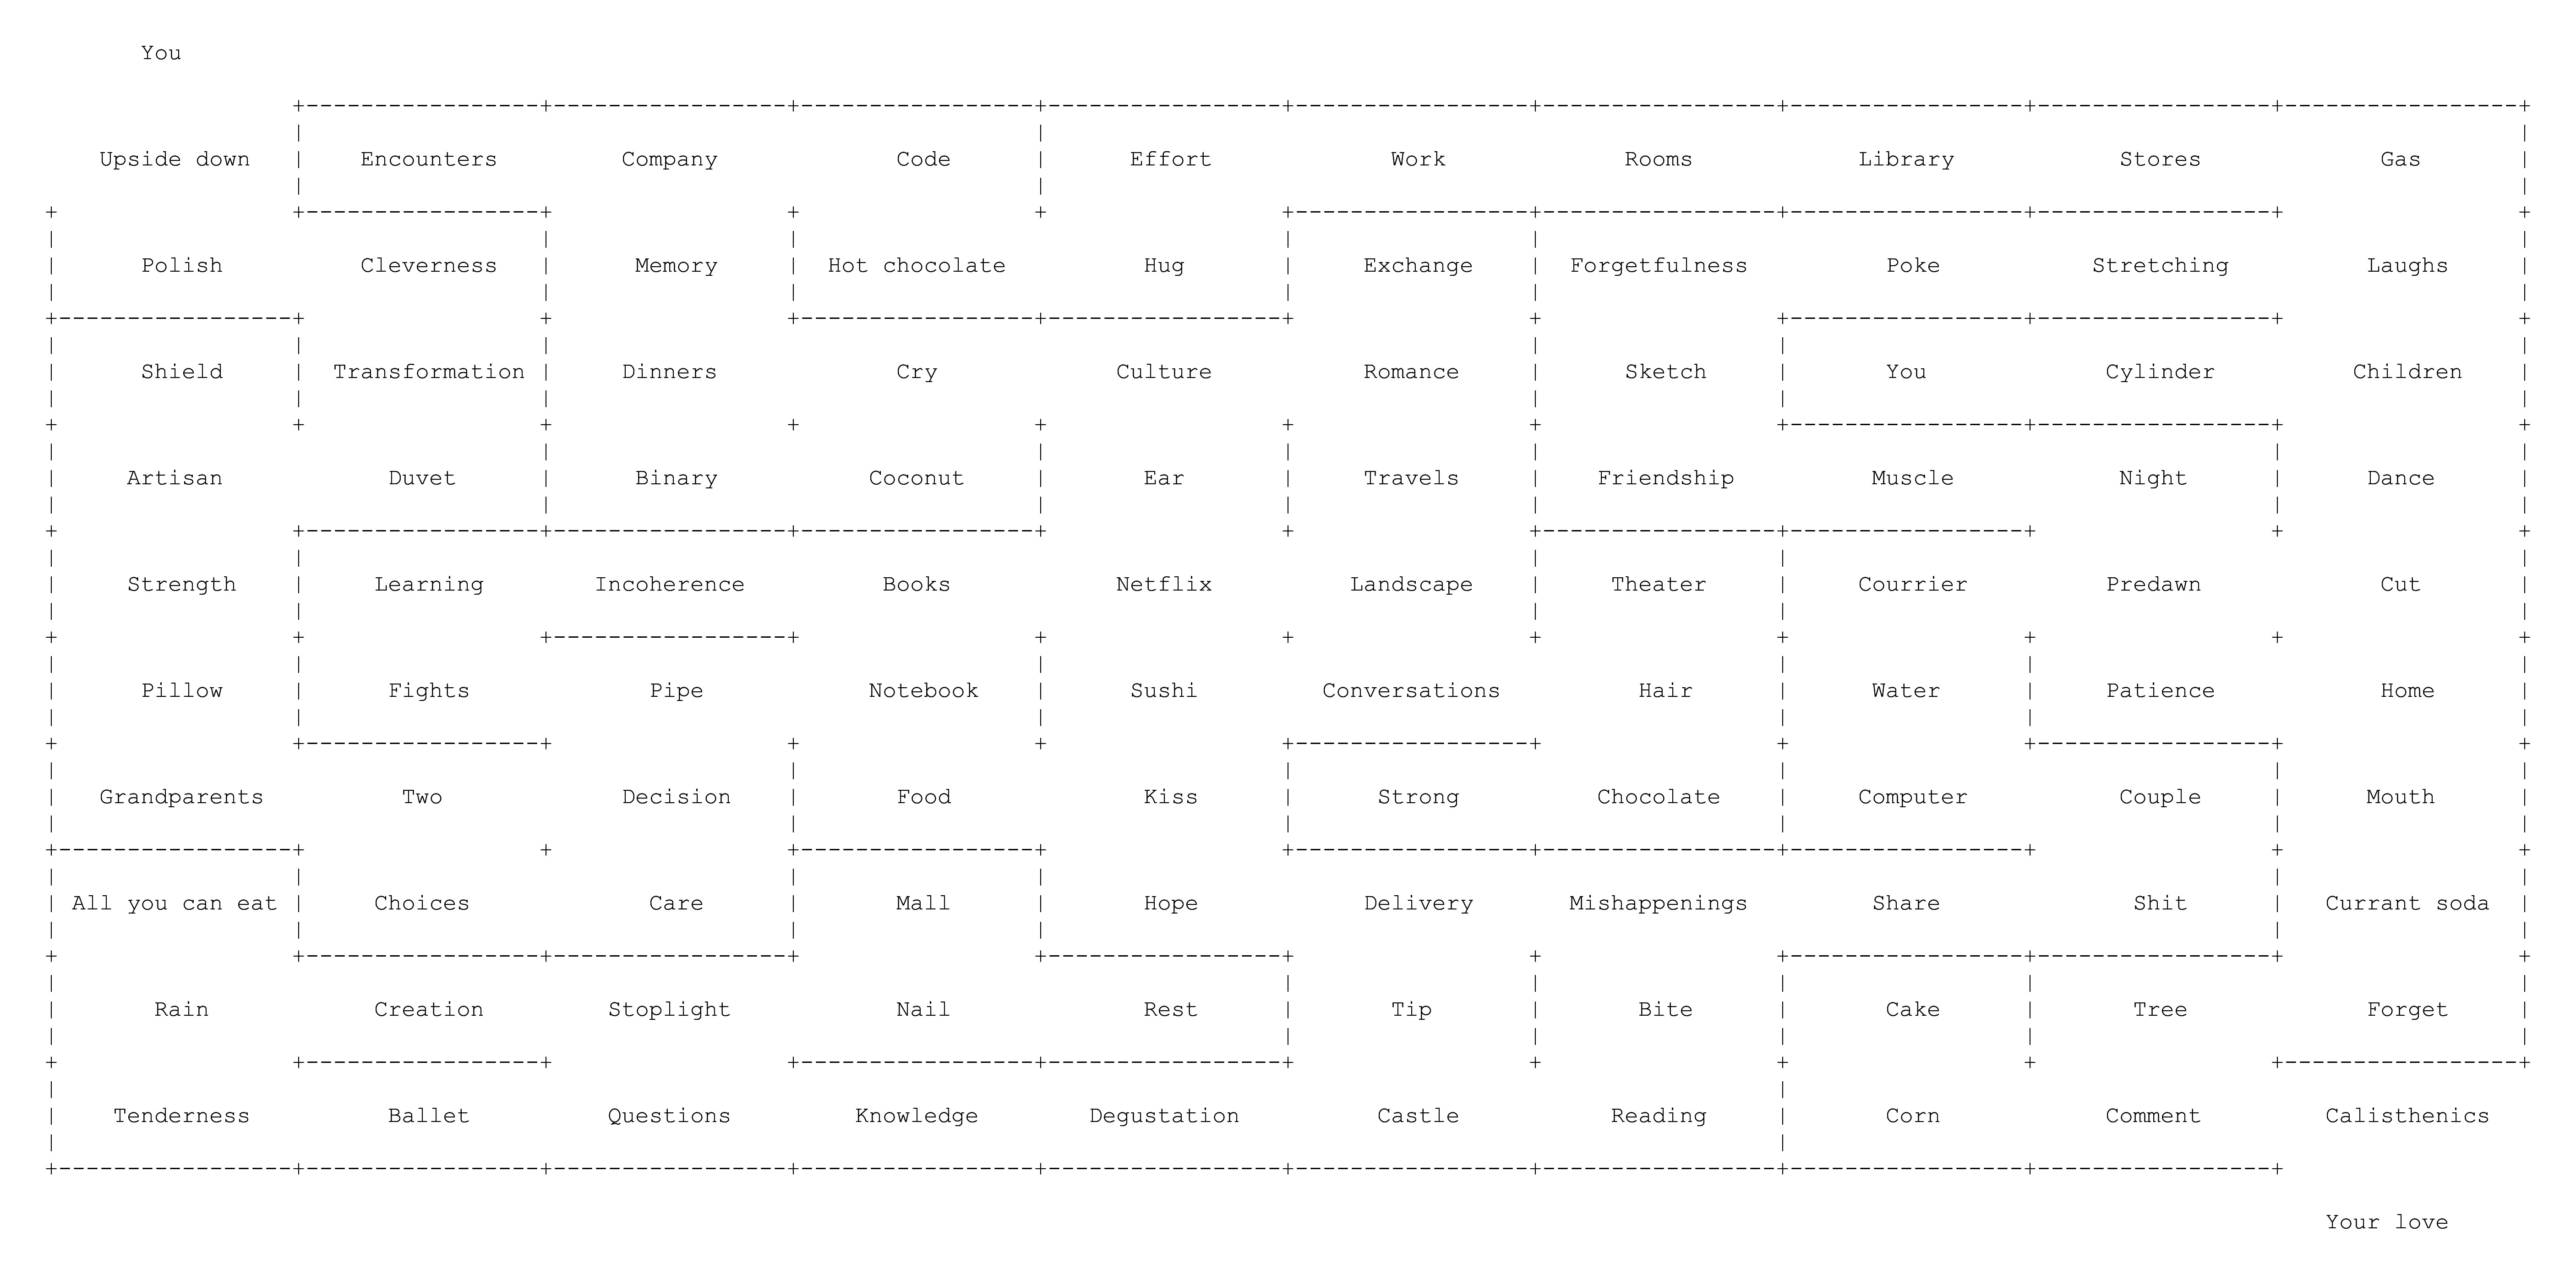 You
Upside down Encounters Company Code Effort Work Rooms Library Stores Gas
Polish Cleverness Memory Hot chocolate Hug Exchange Forgetfulness Poke Stretching Laughs
Shield Transformation Dinners Cry Culture Romance Sketch You Cylinder Children
Artisan Duvet Binary Coconut Ear Travels Friendship Muscle Night Dance
Strength Learning Incoherence Books Netflix Landscape Theater Courrier Predawn Cut
Pillow Fights Pipe Notebook Sushi Conversations Hair Water Patience Home
Grandparents Two Decision Food Kiss Strong Chocolate Computer Couple Mouth
All you can eat Choices Care Mall Hope Delivery Mishappenings Share Shit Currant soda
Rain Creation Stoplight Nail Rest Tip Bite Cake Tree Forget
Tenderness Ballet Questions Knowledge Degustation Castle Reading Corn Comment Calisthenics
Your love